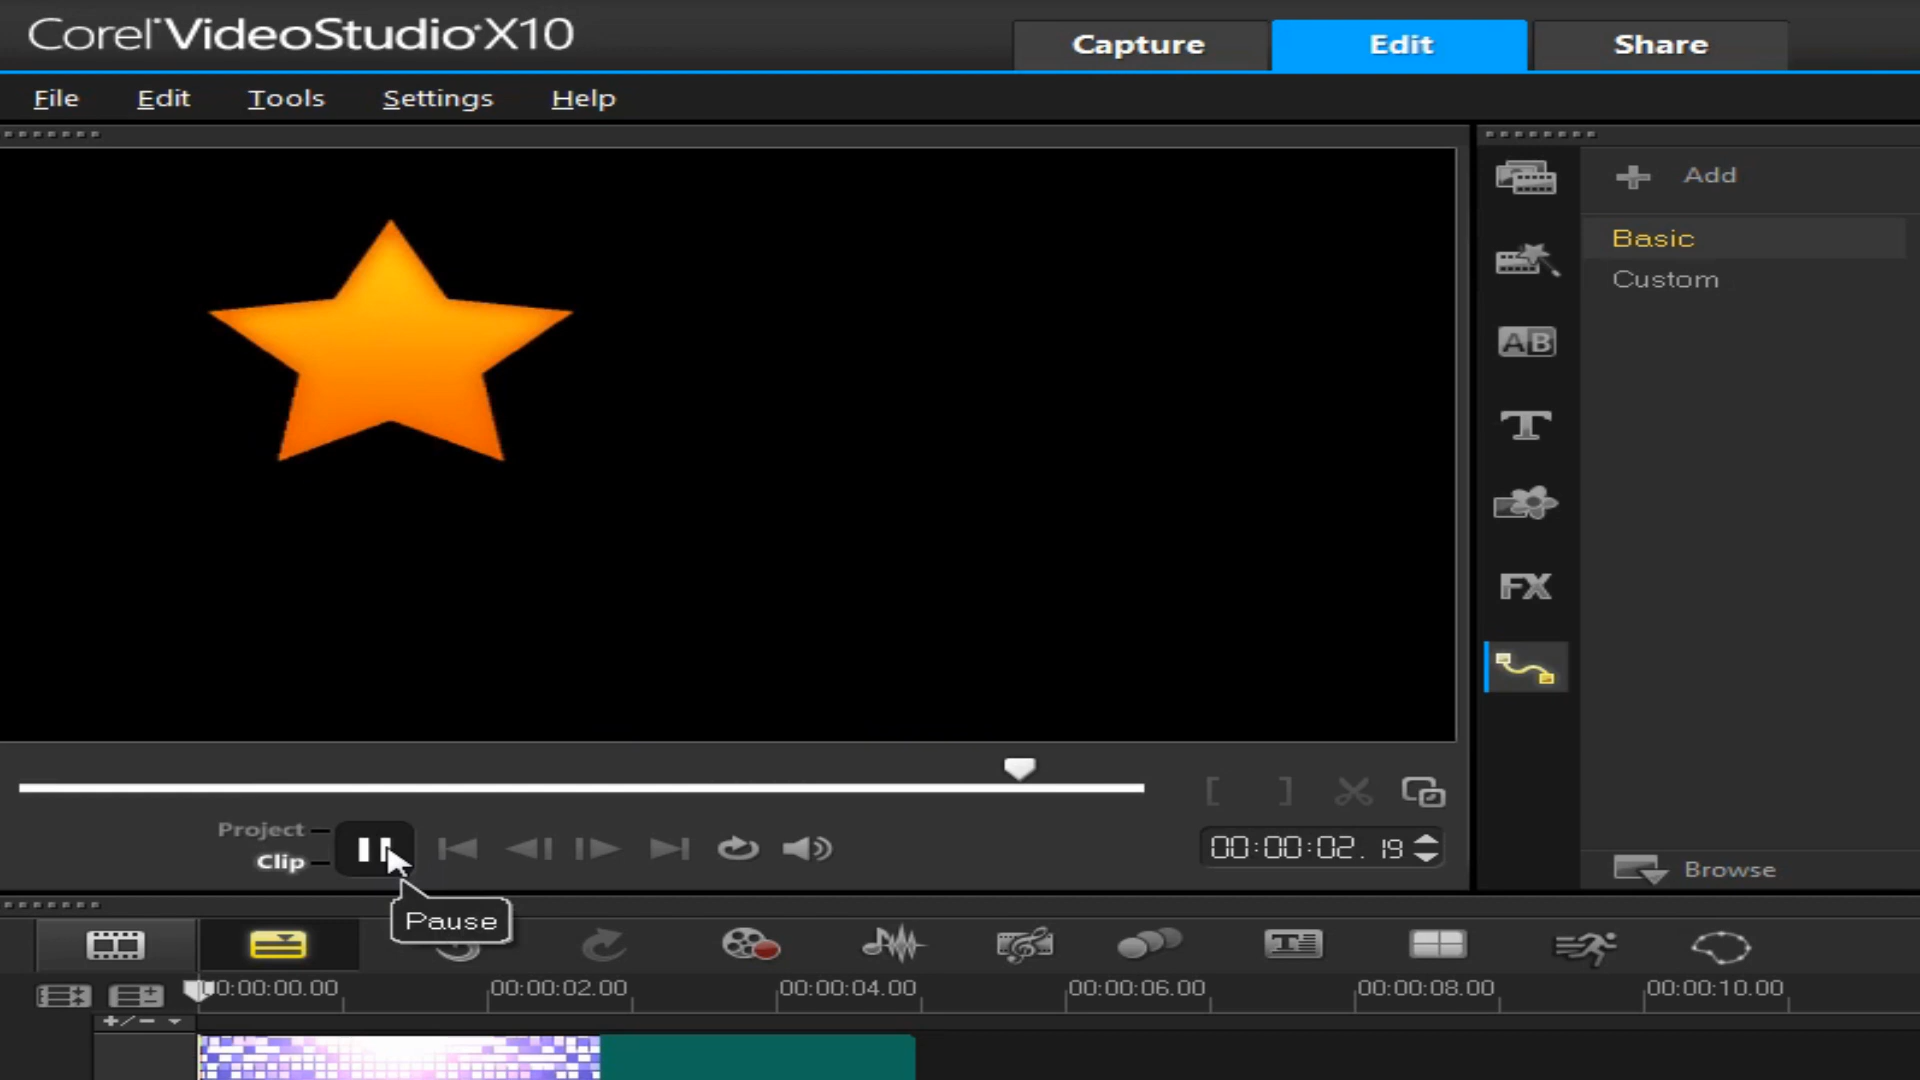 Corel VideoStudio X10
Capture Edit Share
File Edit Tools Settings Help
Add
Basic
Custom
AB
T
FX
Project
Clip
00:00:02. 19
Browse
Pause
T
00:00:00.00 00:00:02.00 00:00:04.00 00:00:06.00 00:00:08.00 00:00:10.00
+/−